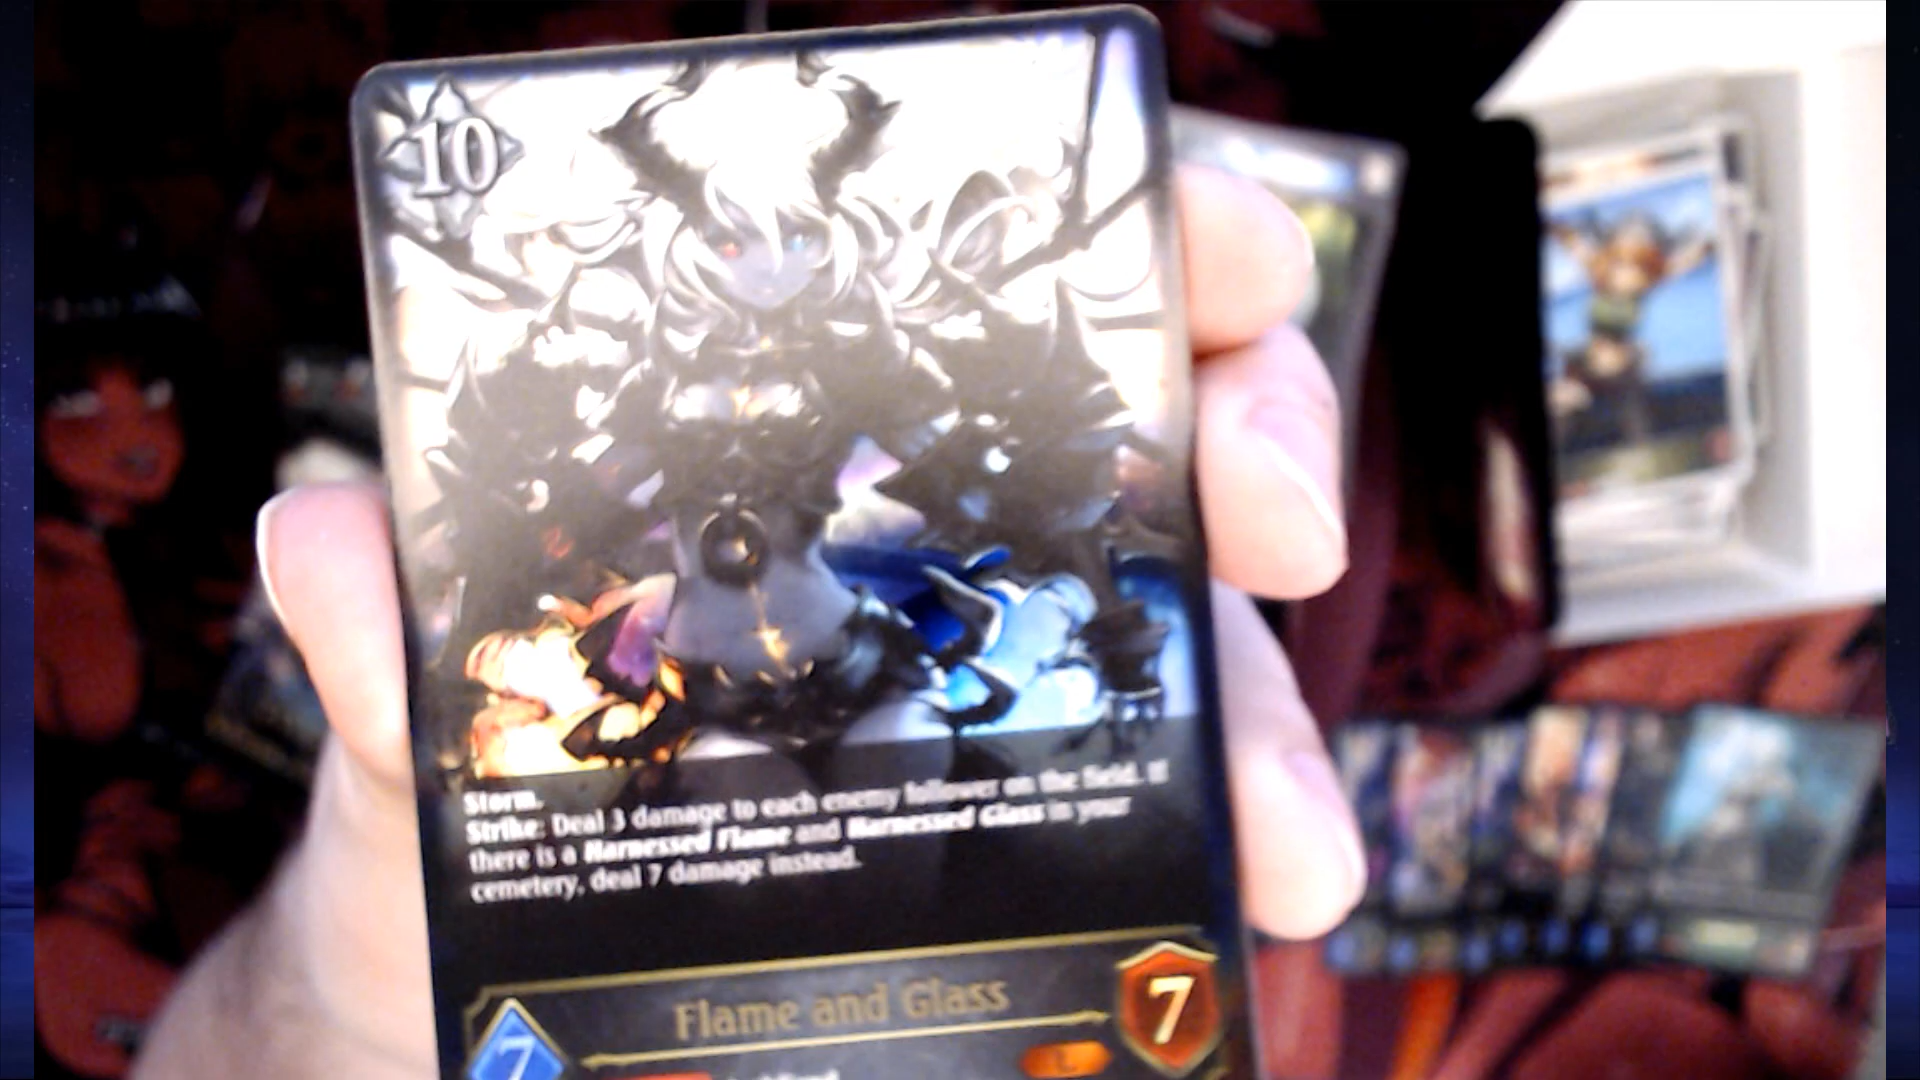 10
Storm.
Strike: Deal 3 damage to each enemy follower on the field. If
there is a Harnessed Flame and Harnessed Glass in your
cemetery, deal 7 damage instead.
Flame and Glass
7
7
L